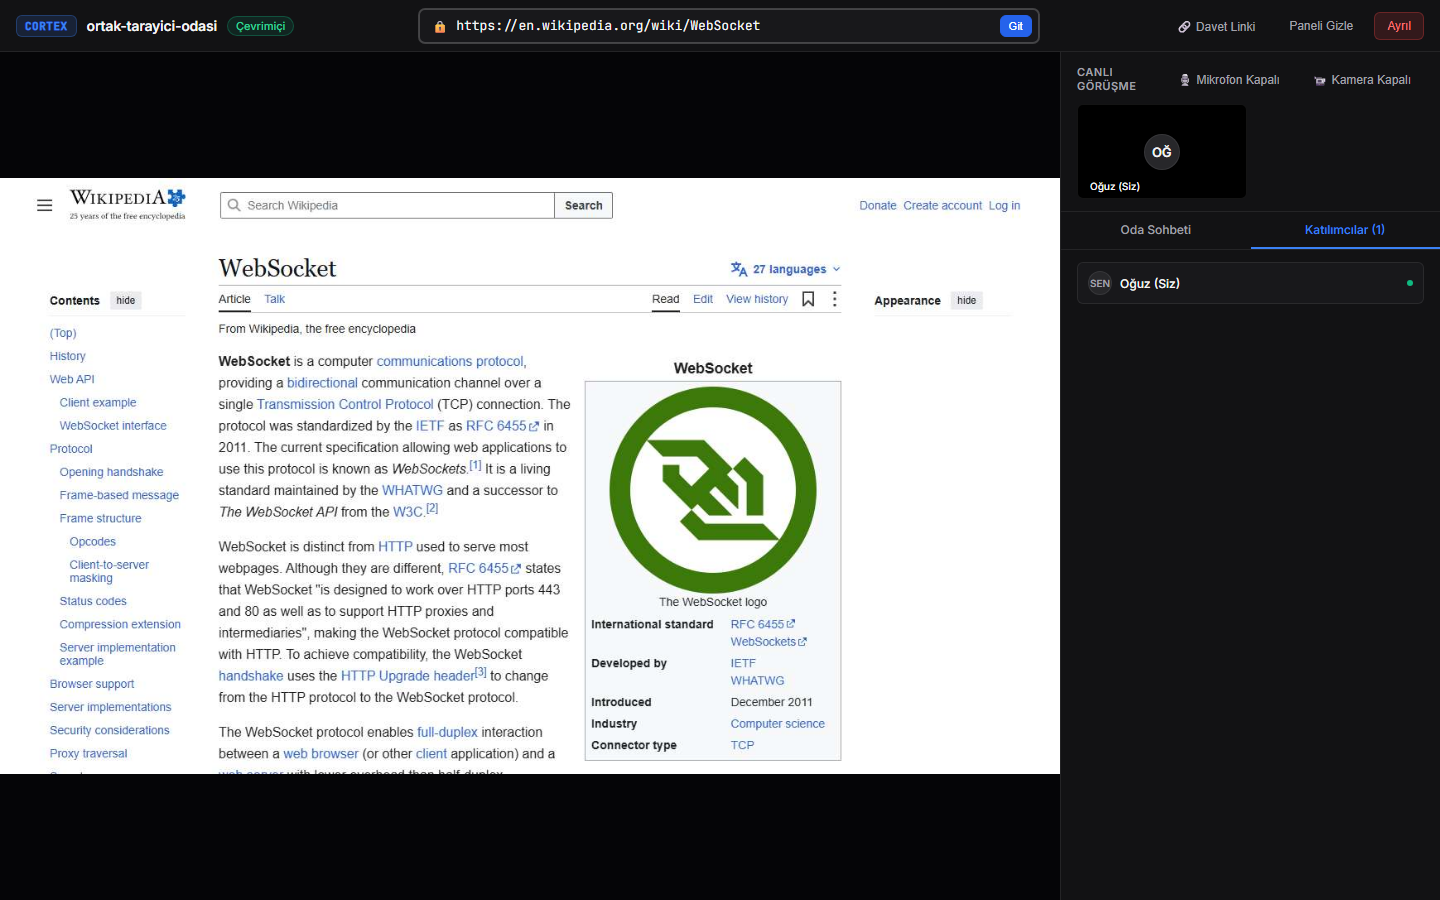 CORTEX ortak-tarayici-odasi Çevrimiçi
https://en.wikipedia.org/wiki/WebSocket Git
Davet Linki Paneli Gizle Ayrıl
WIKIPEDIA 25
25 years of the free encyclopedia
Search Wikipedia Search
Donate Create account Log in
Contents hide
(Top)
History
Web API
Client example
WebSocket interface
Protocol
Opening handshake
Frame-based message
Frame structure
Opcodes
Client-to-server
masking
Status codes
Compression extension
Server implementation
example
Browser support
Server implementations
Security considerations
Proxy traversal
WebSocket
27 languages
Article Talk
Read Edit View history
From Wikipedia, the free encyclopedia
WebSocket is a computer communications protocol,
providing a bidirectional communication channel over a
single Transmission Control Protocol (TCP) connection. The
protocol was standardized by the IETF as RFC 6455 in
2011. The current specification allowing web applications to
use this protocol is known as WebSockets.[1] It is a living
standard maintained by the WHATWG and a successor to
The WebSocket API from the W3C.[2]
WebSocket is distinct from HTTP used to serve most
webpages. Although they are different, RFC 6455 states
that WebSocket "is designed to work over HTTP ports 443
and 80 as well as to support HTTP proxies and
intermediaries", making the WebSocket protocol compatible
with HTTP. To achieve compatibility, the WebSocket
handshake uses the HTTP Upgrade header[3] to change
from the HTTP protocol to the WebSocket protocol.
The WebSocket protocol enables full-duplex interaction
between a web browser (or other client application) and a
web server with lower overhead than half-duplex
WebSocket
The WebSocket logo
International standard RFC 6455
WebSockets
Developed by IETF
WHATWG
Introduced December 2011
Industry Computer science
Connector type TCP
Appearance hide
CANLI
GÖRÜŞME
Mikrofon Kapalı Kamera Kapalı
OĞ
Oğuz (Siz)
Oda Sohbeti Katılımcılar (1)
SEN Oğuz (Siz)